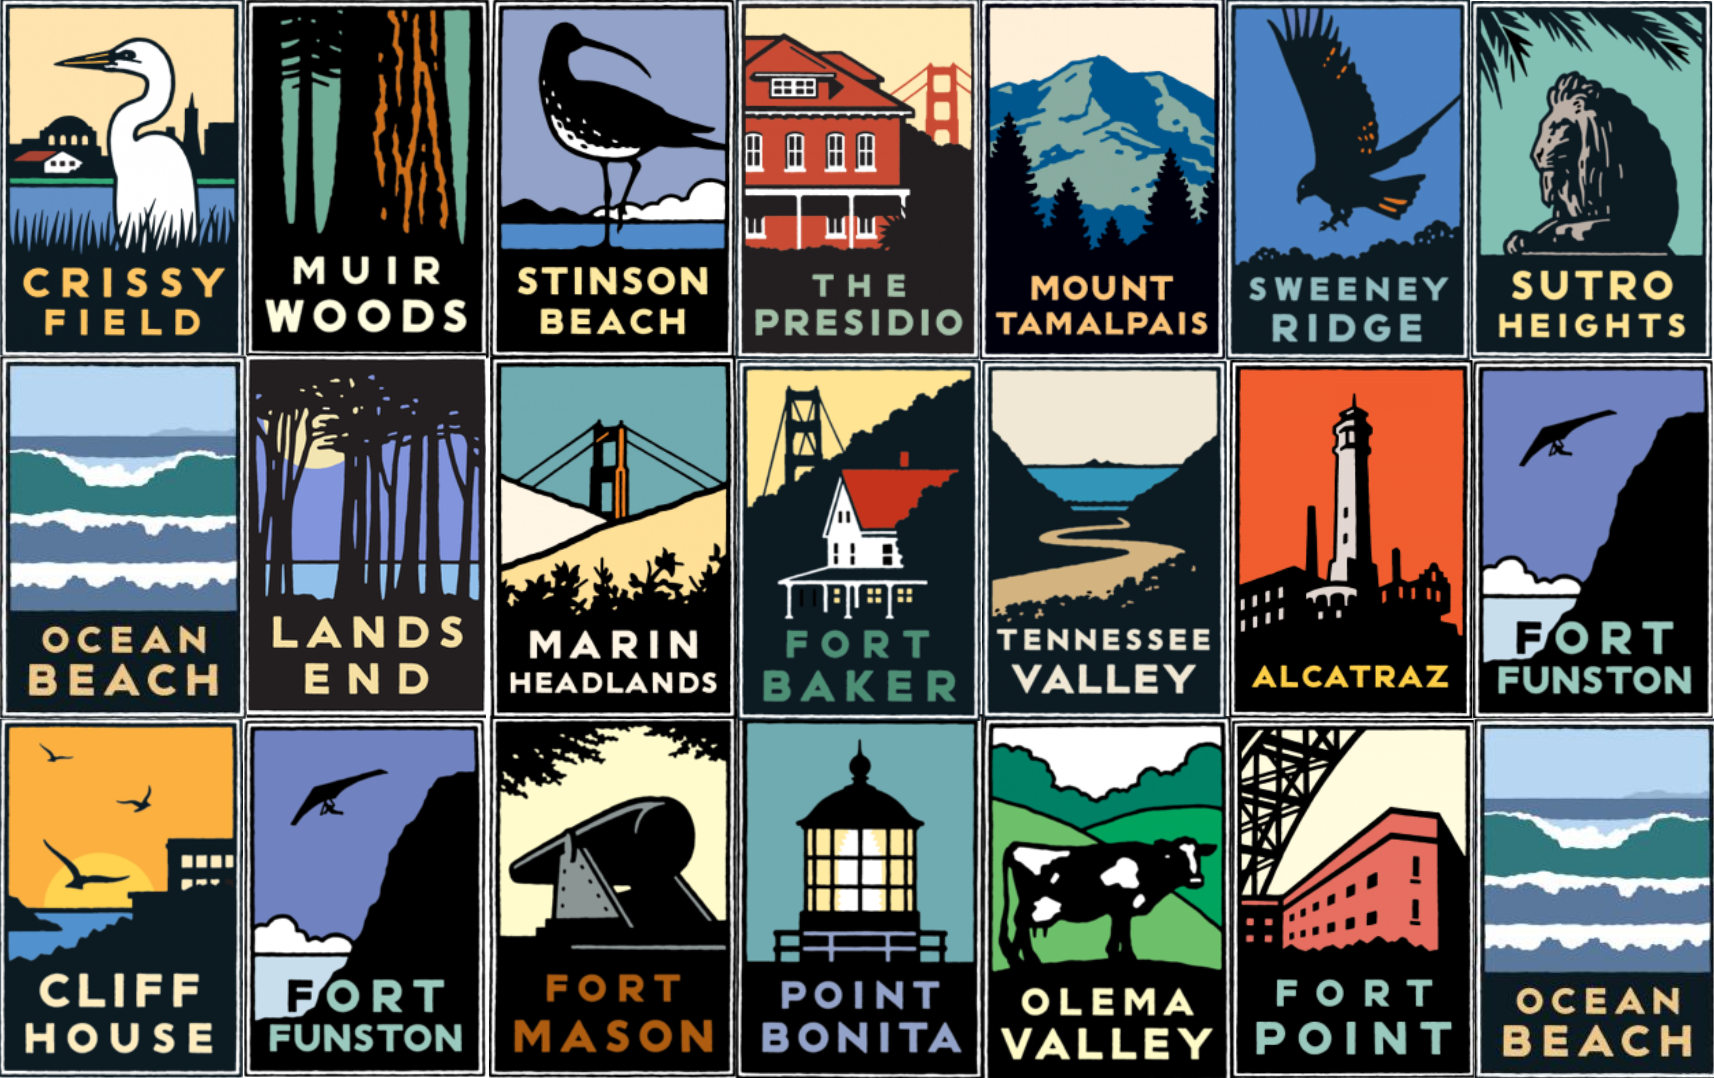 CRISSY
FIELD
MUIR
WOODS
STINSON
BEACH
THE
PRESIDIO
MOUNT
TAMALPAIS
SWEENEY
RIDGE
SUTRO
HEIGHTS
OCEAN
BEACH
LANDS
END
MARIN
HEADLANDS
FORT
BAKER
TENNESSEE
VALLEY
ALCATRAZ
FORT
FUNSTON
CLIFF
HOUSE
FORT
FUNSTON
FORT
MASON
POINT
BONITA
OLEMA
VALLEY
FORT
POINT
OCEAN
BEACH